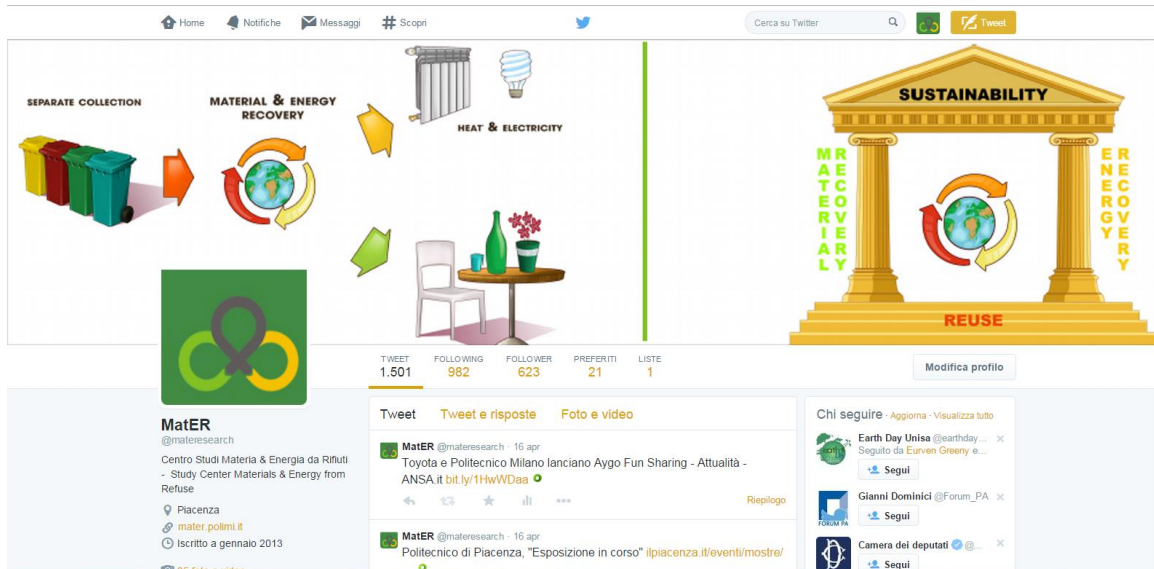 Home Notifiche Messaggi # Scopri Cerca su Twitter Tweet
SEPARATE COLLECTION
MATERIAL & ENERGY
RECOVERY
HEAT & ELECTRICITY
SUSTAINABILITY
MATERIAL
RECOVERY
ENERGY
RECOVERY
REUSE
TWEET FOLLOWING FOLLOWER PREFERITI LISTE
1.501 982 623 21 1
Modifica profilo
MatER
@materesearch
Centro Studi Materia & Energia da Rifiuti
- Study Center Materials & Energy from
Refuse
Piacenza
mater.polimi.it
Iscritto a gennaio 2013
Tweet Tweet e risposte Foto e video
MatER @materesearch · 16 apr
Toyota e Politecnico Milano lanciano Aygo Fun Sharing - Attualità -
ANSA.it bit.ly/1HwWDaa
Riepilogo
MatER @materesearch · 16 apr
Politecnico di Piacenza, "Esposizione in corso" ilpiacenza.it/eventi/mostre/
Chi seguire · Aggiorna · Visualizza tutto
Earth Day Unisa @earthday...
Seguito da Eurven Greeny e...
Segui
Gianni Dominici @Forum_PA
FORUM PA
Segui
Camera dei deputati @...
Segui